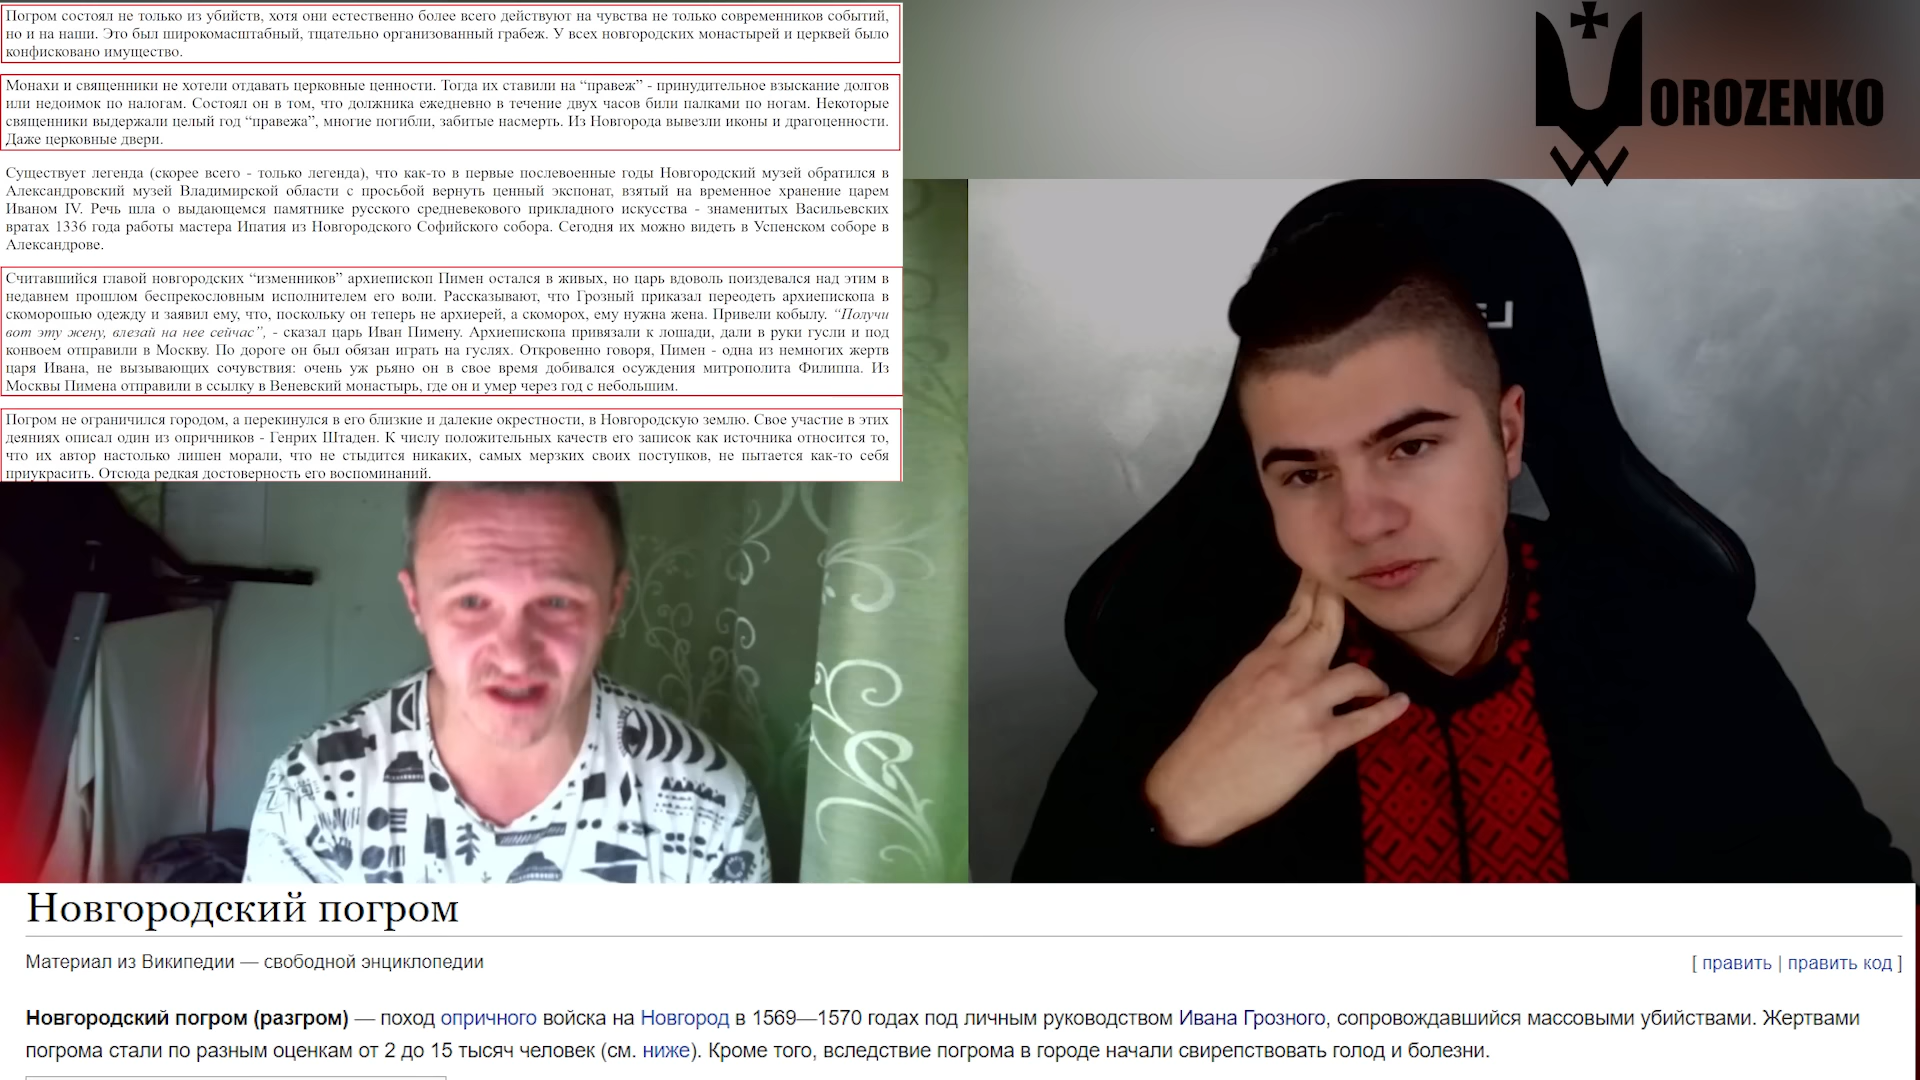 Погром состоял не только из убийств, хотя они естественно более всего действуют на чувства не только современников событий,
но и на наши. Это был широкомасштабный, тщательно организованный грабеж. У всех новгородских монастырей и церквей было
конфисковано имущество.
Монахи и священники не хотели отдавать церковные ценности. Тогда их ставили на “правеж” - принудительное взыскание долгов
или недоимок по налогам. Состоял он в том, что должника ежедневно в течение двух часов били палками по ногам. Некоторые
священники выдержали целый год “правежа”, многие погибли, забитые насмерть. Из Новгорода вывезли иконы и драгоценности.
Даже церковные двери.
Существует легенда (скорее всего - только легенда), что как-то в первые послевоенные годы Новгородский музей обратился в
Александровский музей Владимирской области с просьбой вернуть ценный экспонат, взятый на временное хранение царем
Иваном IV. Речь шла о выдающемся памятнике русского средневекового прикладного искусства - знаменитых Васильевских
вратах 1336 года работы мастера Ипатия из Новгородского Софийского собора. Сегодня их можно видеть в Успенском соборе в
Александрове.
Считавшийся главой новгородских “изменников” архиепископ Пимен остался в живых, но царь вдоволь поиздевался над этим в
недавнем прошлом беспрекословным исполнителем его воли. Рассказывают, что Грозный приказал переодеть архиепископа в
скоморошью одежду и заявил ему, что, поскольку он теперь не архиерей, а скоморох, ему нужна жена. Привели кобылу. “Получи
вот эту жену, влезай на нее сейчас”, - сказал царь Иван Пимену. Архиепископа привязали к лошади, дали в руки гусли и под
конвоем отправили в Москву. По дороге он был обязан играть на гуслях. Откровенно говоря, Пимен - одна из немногих жертв
царя Ивана, не вызывающих сочувствия: очень уж рьяно он в свое время добивался осуждения митрополита Филиппа. Из
Москвы Пимена отправили в ссылку в Веневский монастырь, где он и умер через год с небольшим.
Погром не ограничился городом, а перекинулся в его близкие и далекие окрестности, в Новгородскую землю. Свое участие в этих
деяниях описал один из опричников - Генрих Штаден. К числу положительных качеств его записок как источника относится то,
что их автор настолько лишен морали, что не стыдится никаких, самых мерзких своих поступков, не пытается как-то себя
приукрасить. Отсюда редкая достоверность его воспоминаний.
OROZENKO
Новгородский погром
Материал из Википедии — свободной энциклопедии
[ править | править код ]
Новгородский погром (разгром) — поход опричного войска на Новгород в 1569—1570 годах под личным руководством Ивана Грозного, сопровождавшийся массовыми убийствами. Жертвами
погрома стали по разным оценкам от 2 до 15 тысяч человек (см. ниже). Кроме того, вследствие погрома в городе начали свирепствовать голод и болезни.